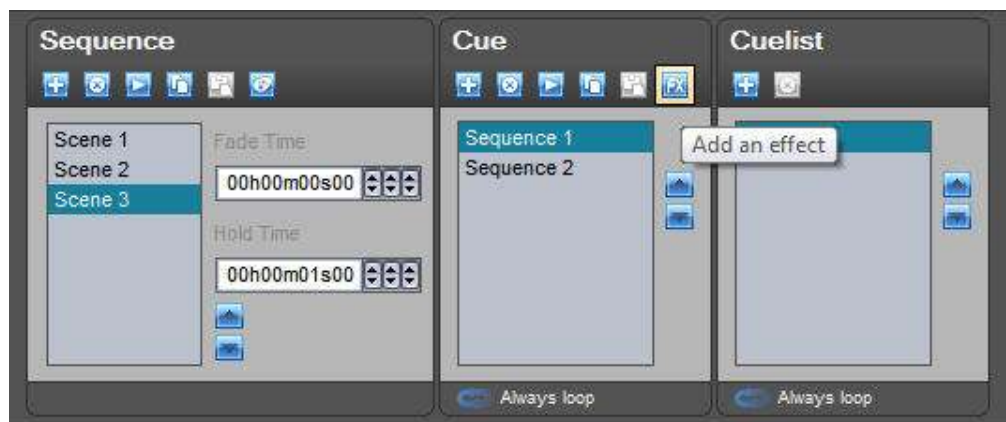 Sequence
Scene 1
Scene 2
Scene 3
Fade Time
00h00m00s00
Hold Time
00h00m01s00
Cue
FX
Add an effect
Sequence 1
Sequence 2
Always loop
Cuelist
Always loop